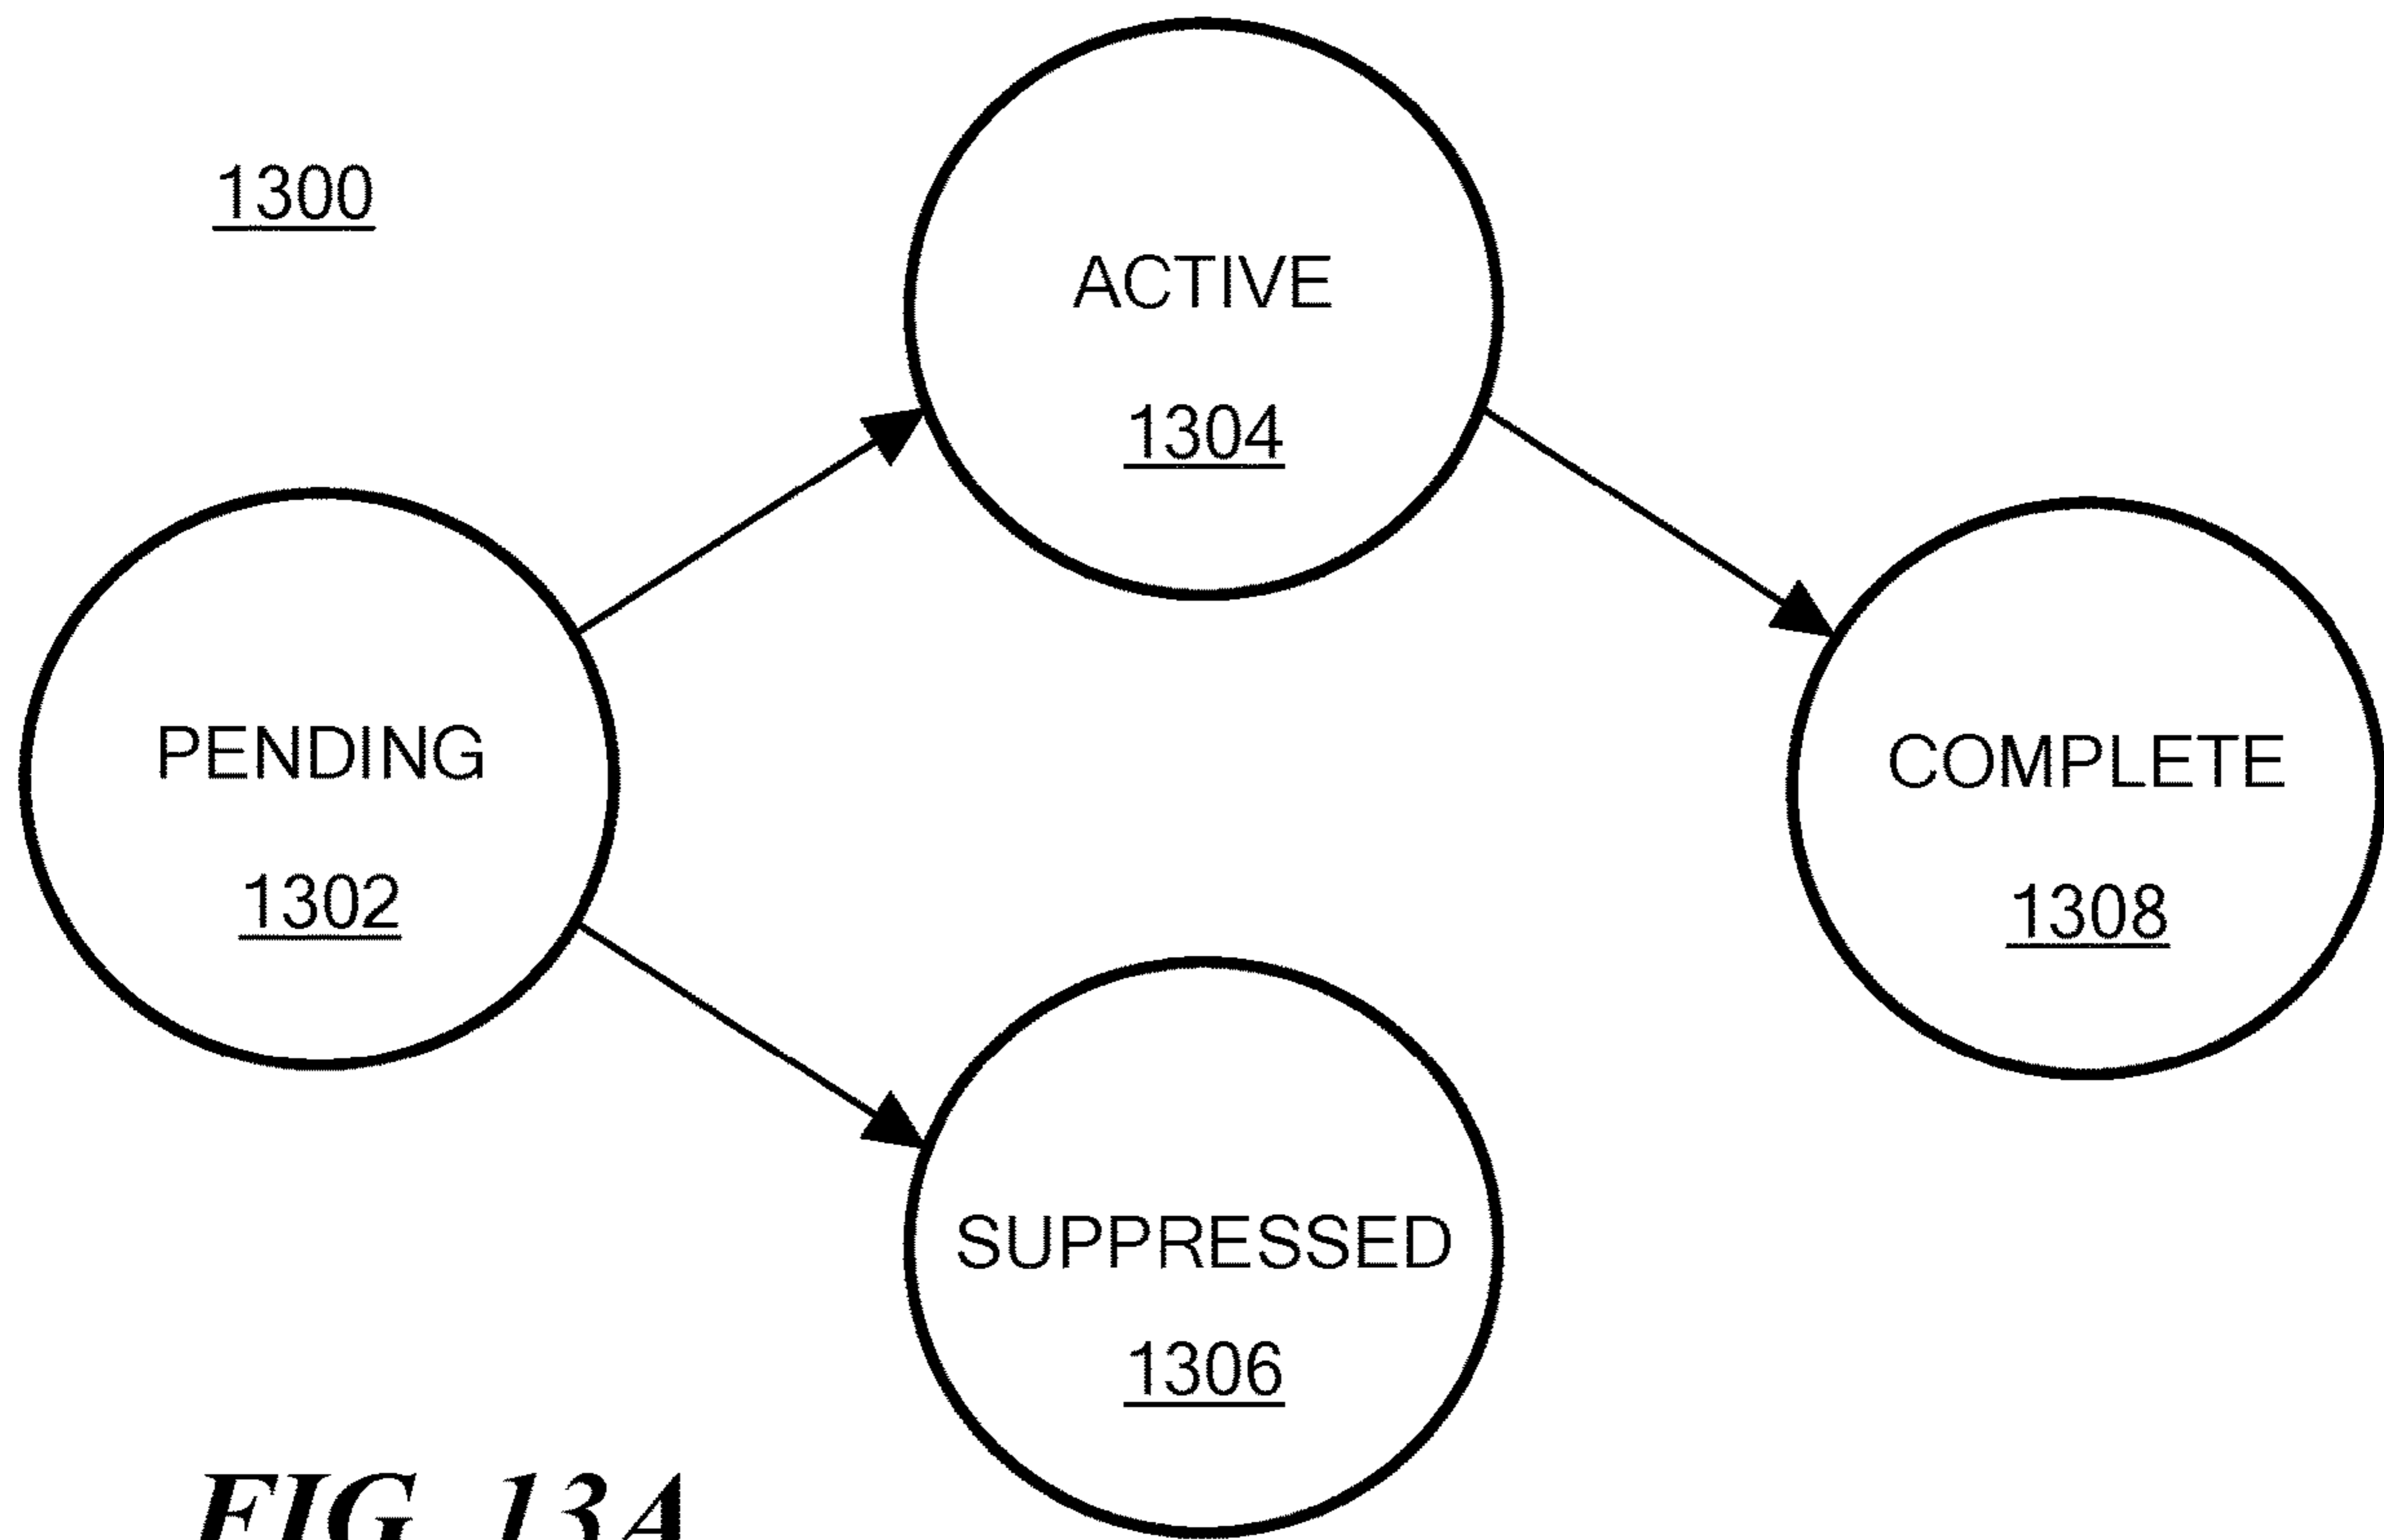 1300
ACTIVE
1304
PENDING
1302
COMPLETE
1308
SUPPRESSED
1306
FIG. 13A